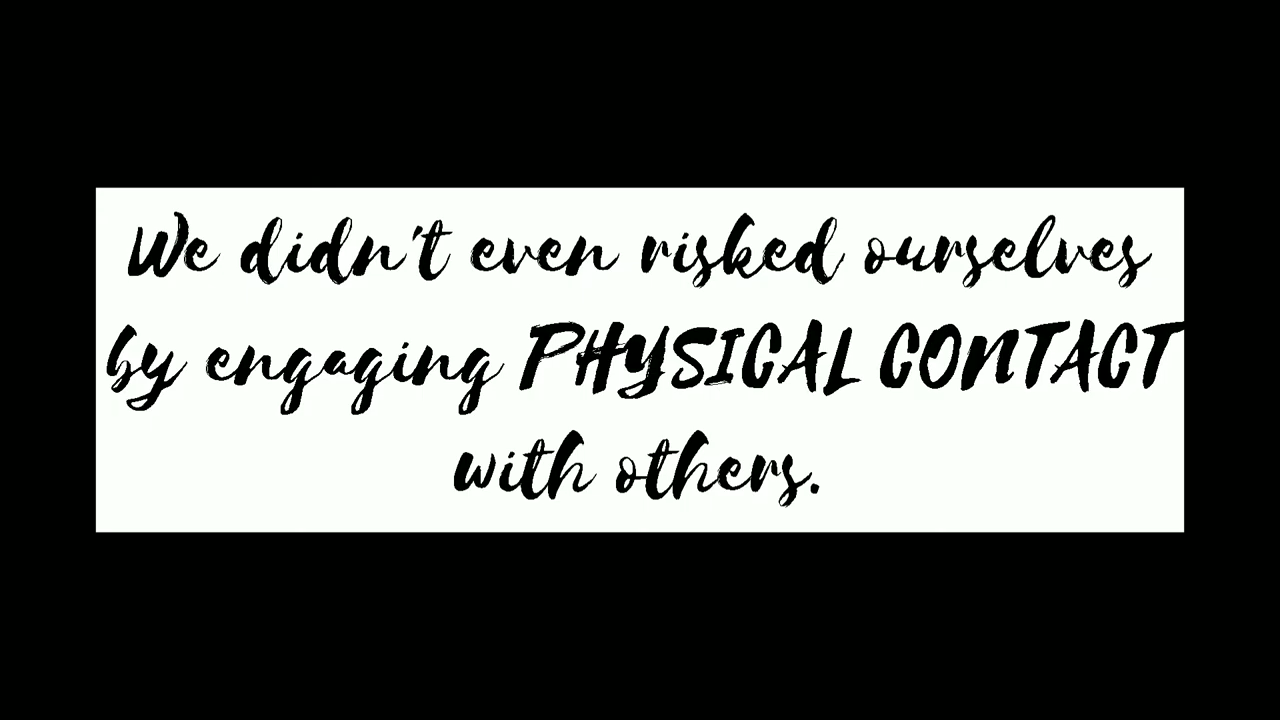 We didn't even risked ourselves
by engaging PHYSICAL CONTACT
with others.